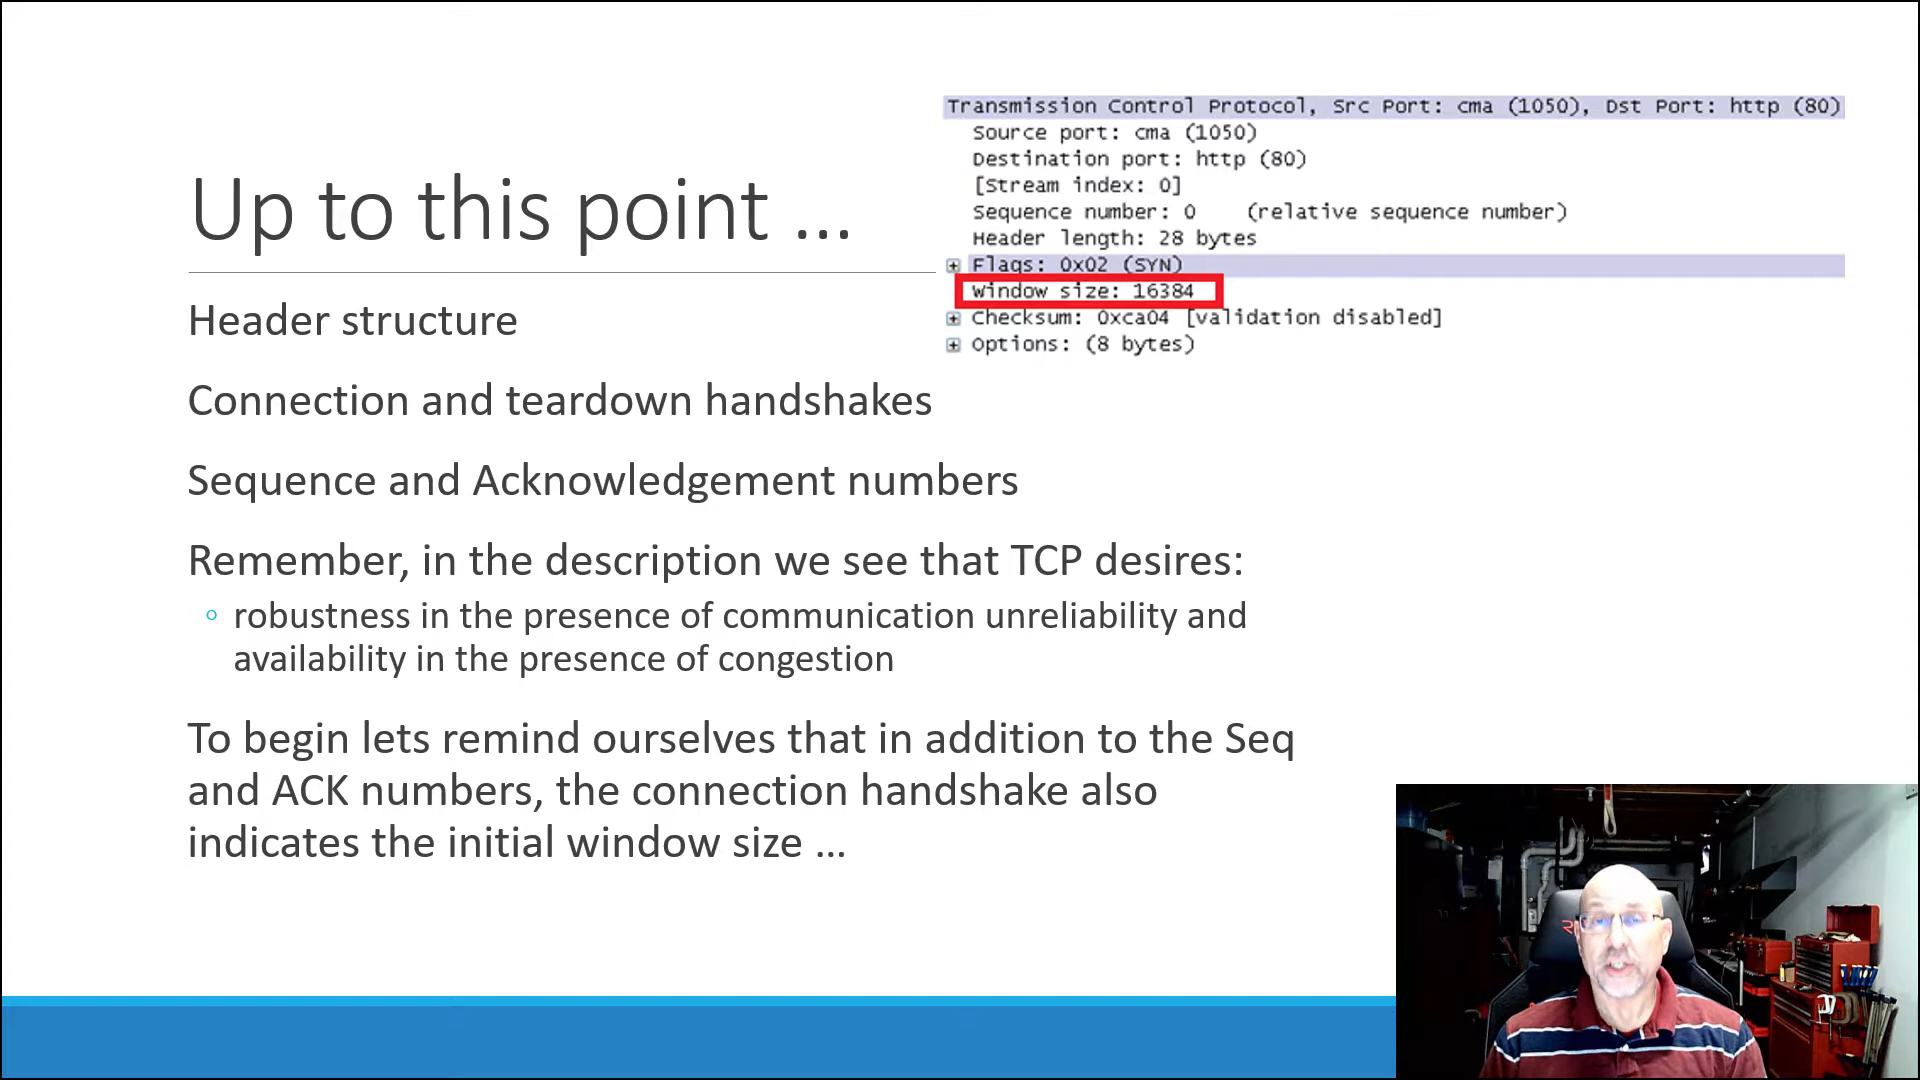 Up to this point …
Transmission Control Protocol, Src Port: cma (1050), Dst Port: http (80)
Source port: cma (1050)
Destination port: http (80)
[Stream index: 0]
Sequence number: 0 (relative sequence number)
Header length: 28 bytes
Flags: 0x02 (SYN)
Window size: 16384
Checksum: 0xca04 [validation disabled]
Options: (8 bytes)
Header structure
Connection and teardown handshakes
Sequence and Acknowledgement numbers
Remember, in the description we see that TCP desires:
robustness in the presence of communication unreliability and
availability in the presence of congestion
To begin lets remind ourselves that in addition to the Seq
and ACK numbers, the connection handshake also
indicates the initial window size …